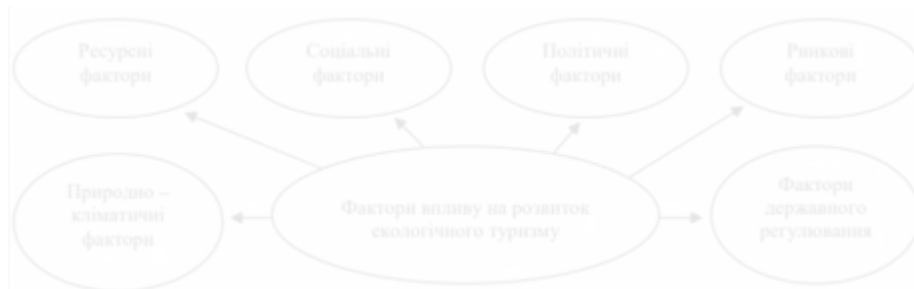 Ресурсні
фактори
Соціальні
фактори
Політичні
фактори
Ринкові
фактори
Природно –
кліматичні
фактори
Фактори впливу на розвиток
екологічного туризму
Фактори
державного
регулювання